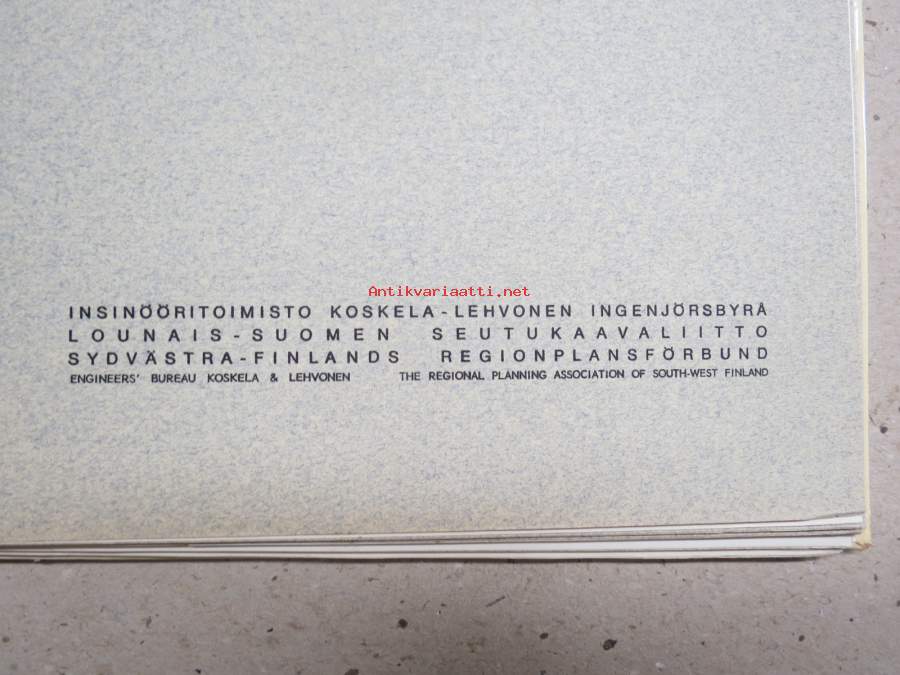 Antikvariaatti.net
INSINÖÖRITOIMISTO KOSKELA-LEHVONEN INGENJÖRSBYRÅ
LOUNAIS-SUOMEN SEUTUKAAVALIITTO
SYDVÄSTRA-FINLANDS REGIONPLANSFÖRBUND
ENGINEERS' BUREAU KOSKELA & LEHVONEN THE REGIONAL PLANNING ASSOCIATION OF SOUTH-WEST FINLAND